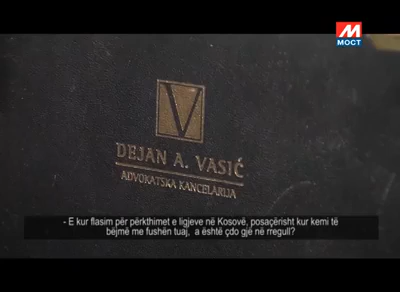 M
МОСТ
V
DEJAN A. VASIĆ
ADVOKATSKA KANCELARIJA
- E kur flasim për përkthimet e ligjeve në Kosovë, posaçërisht kur kemi të
bëjmë me fushën tuaj,  a është çdo gjë në rregull?